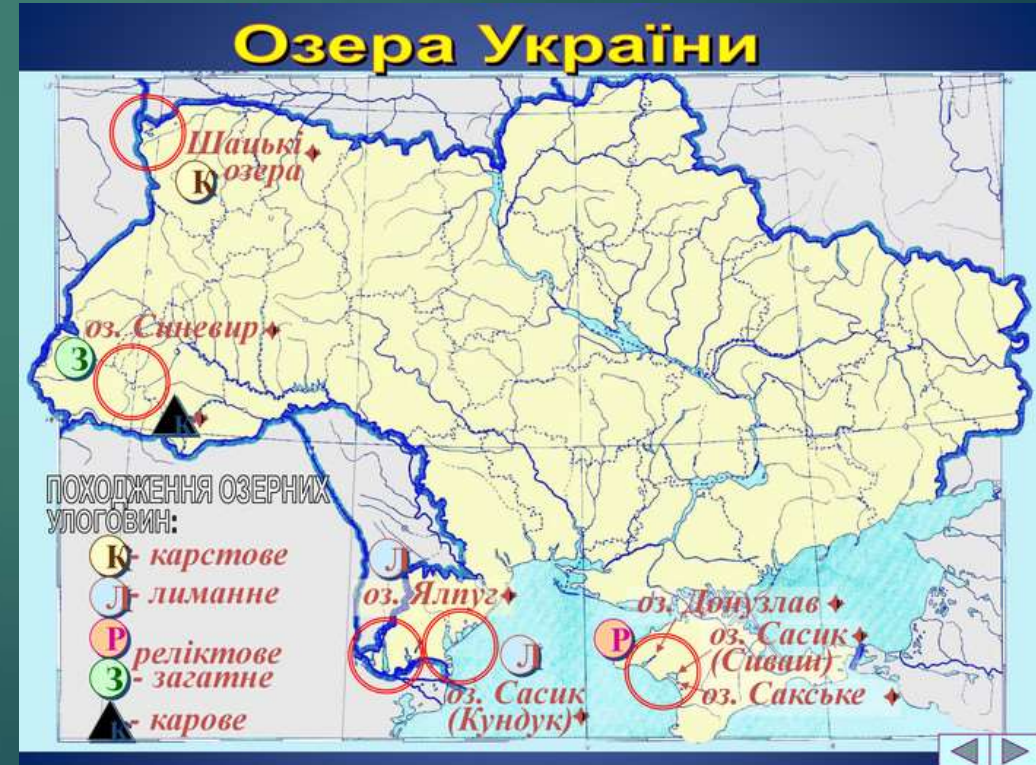 Озера України
Шацькі
озера
К
оз. Синевир
З
К
ПОХОДЖЕННЯ ОЗЕРНИХ
УЛОГОВИН:
К - карстове
Л - лиманне
Р
реліктове
З - загатне
К - карове
Л
оз. Ялпуг
Л
оз. Сасик
(Кундук)
Р
оз. Донузлав
оз. Сасик
(Сиваш)
оз. Сакське